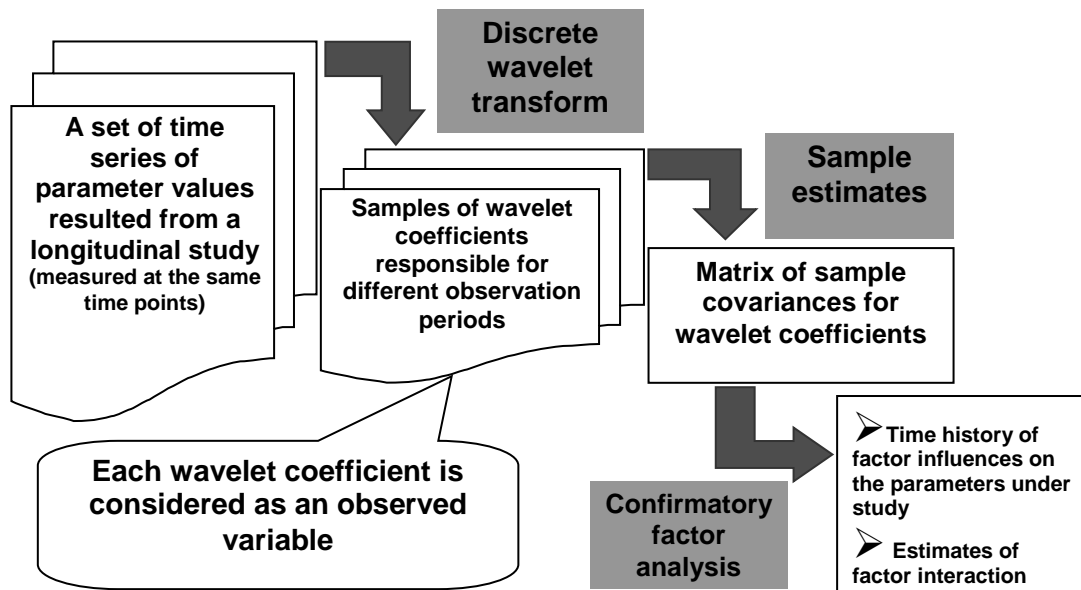 Discrete
wavelet
transform
A set of time
series of
parameter values
resulted from a
longitudinal study
(measured at the same
time points)
Sample
estimates
Samples of wavelet
coefficients
responsible for
different observation
periods
Matrix of sample
covariances for
wavelet coefficients
Each wavelet coefficient is
considered as an observed
variable
Confirmatory
factor
analysis
➢Time history of
factor influences on
the parameters under
study
➢ Estimates of
factor interaction